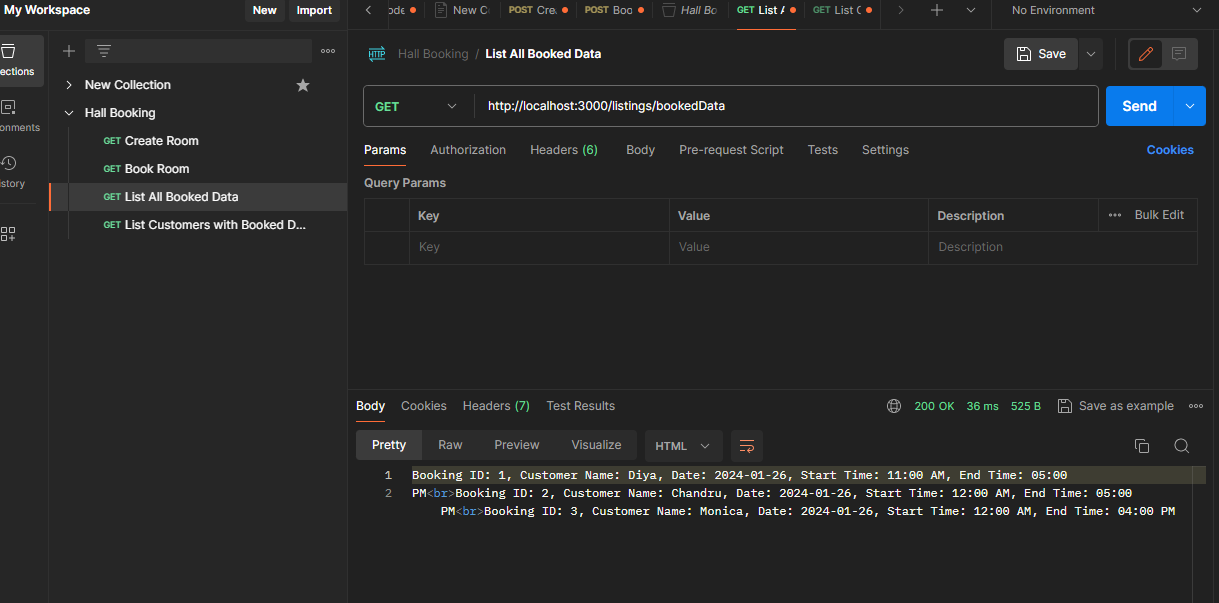 My Workspace New Import
New C POST Cre POST Boo Hall Bo GET List A GET List C No Environment
Hall Booking / List All Booked Data Save
ections
New Collection
onments
Hall Booking
GET Create Room
GET Book Room
istory
GET List All Booked Data
GET List Customers with Booked D...
GET http://localhost:3000/listings/bookedData Send
Params Authorization Headers (6) Body Pre-request Script Tests Settings Cookies
Query Params
Key Value Description Bulk Edit
Key Value Description
Body Cookies Headers (7) Test Results 200 OK 36 ms 525 B Save as example
Pretty Raw Preview Visualize HTML
1 Booking ID: 1, Customer Name: Diya, Date: 2024-01-26, Start Time: 11:00 AM, End Time: 05:00
2 PM<br>Booking ID: 2, Customer Name: Chandru, Date: 2024-01-26, Start Time: 12:00 AM, End Time: 05:00
PM<br>Booking ID: 3, Customer Name: Monica, Date: 2024-01-26, Start Time: 12:00 AM, End Time: 04:00 PM